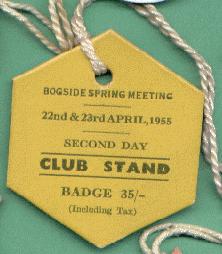 BOGSIDE SPRING MEETING
22nd & 23rd APRIL, 1955
SECOND DAY
CLUB STAND
BADGE 35/-
(Including Tax)